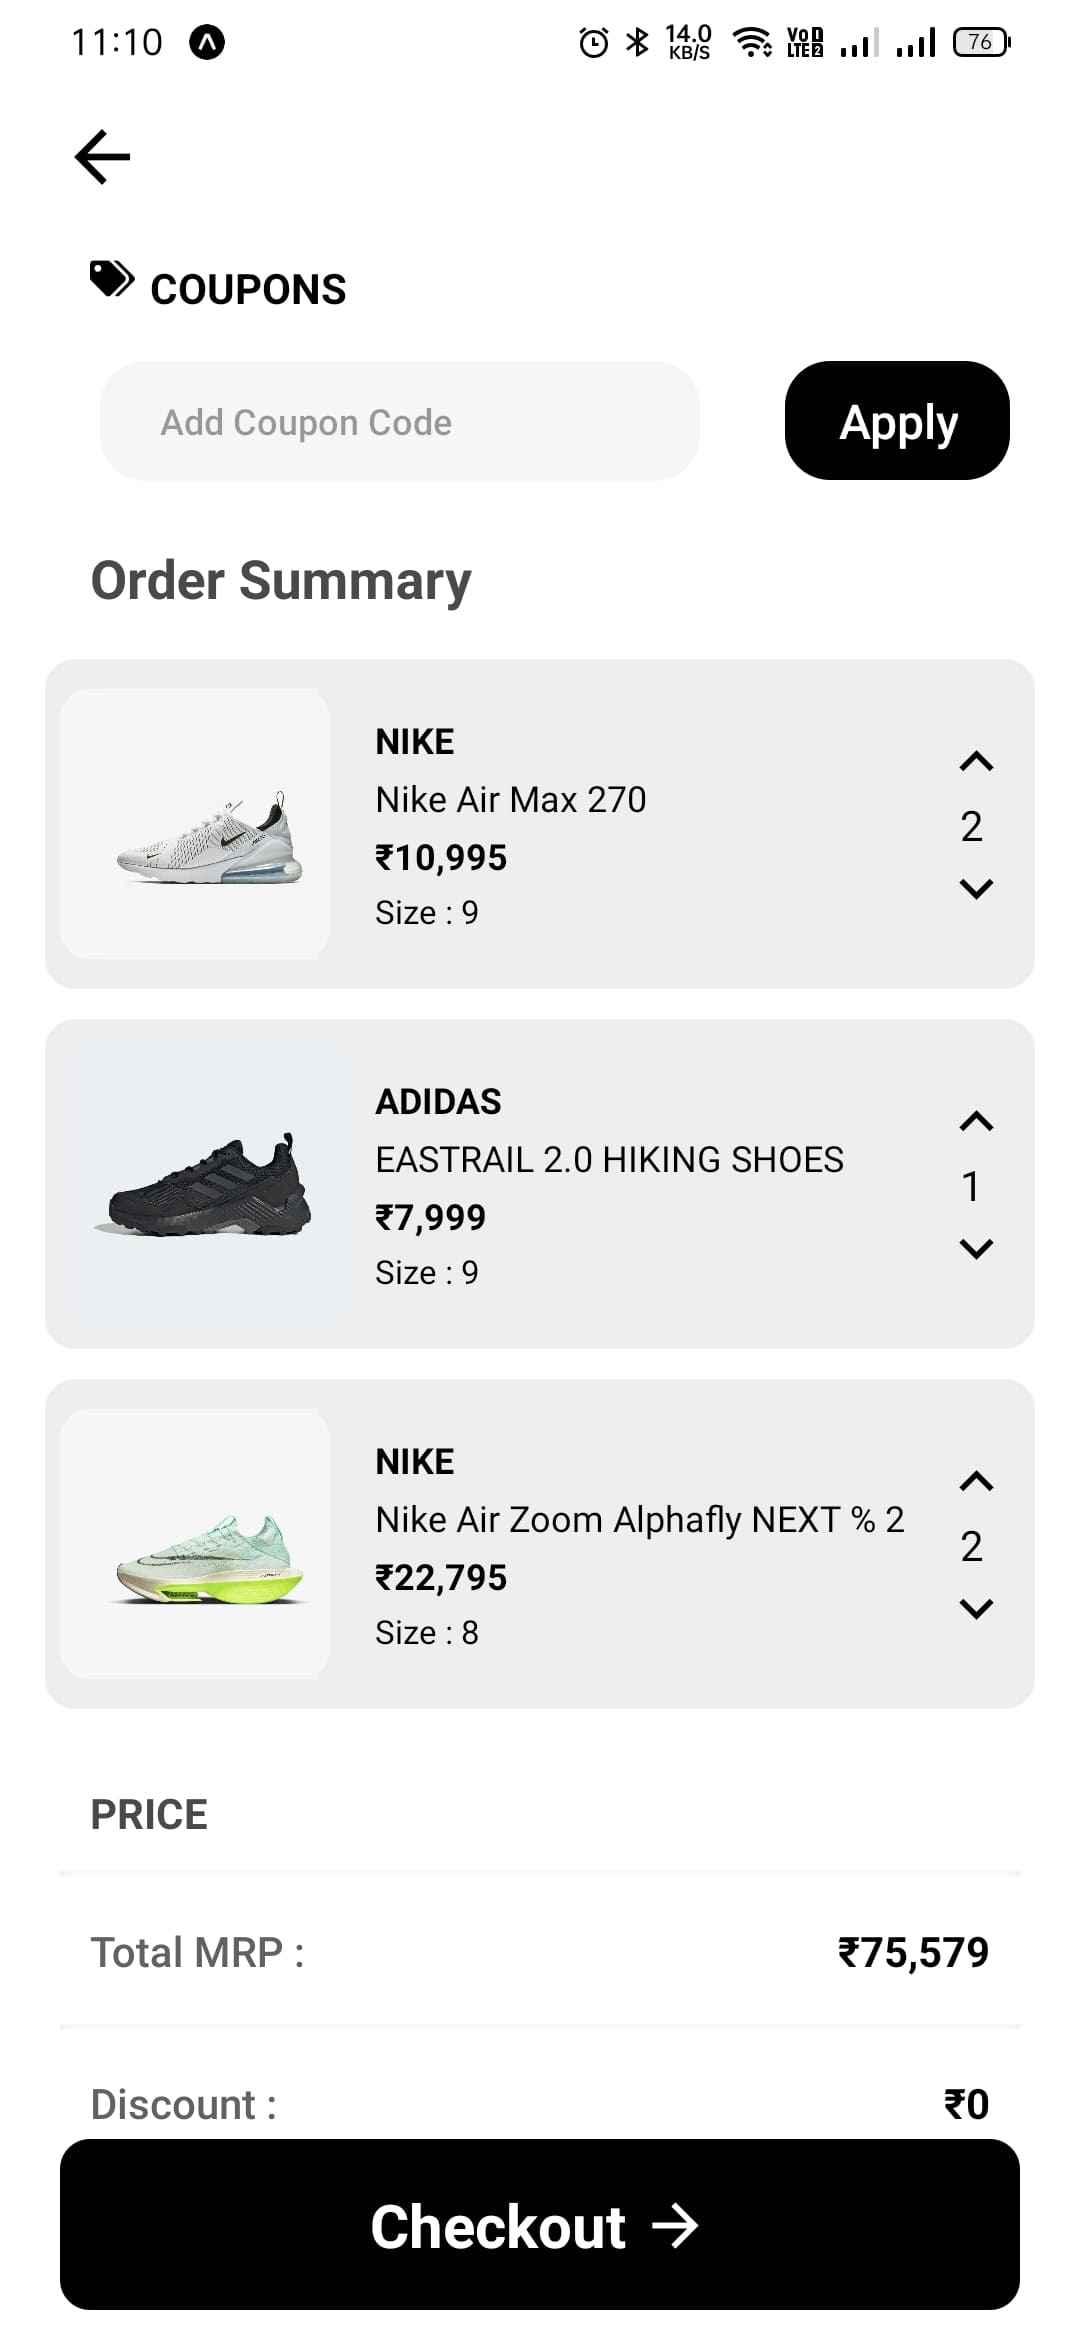 11:10
14.0
KB/S
Vo
LTE2
76
COUPONS
Add Coupon Code
Apply
Order Summary
NIKE
Nike Air Max 270
₹10,995
Size : 9
2
ADIDAS
EASTRAIL 2.0 HIKING SHOES
₹7,999
Size : 9
1
NIKE
Nike Air Zoom Alphafly NEXT % 2
₹22,795
Size : 8
2
PRICE
Total MRP :
₹75,579
Discount :
₹0
Checkout →